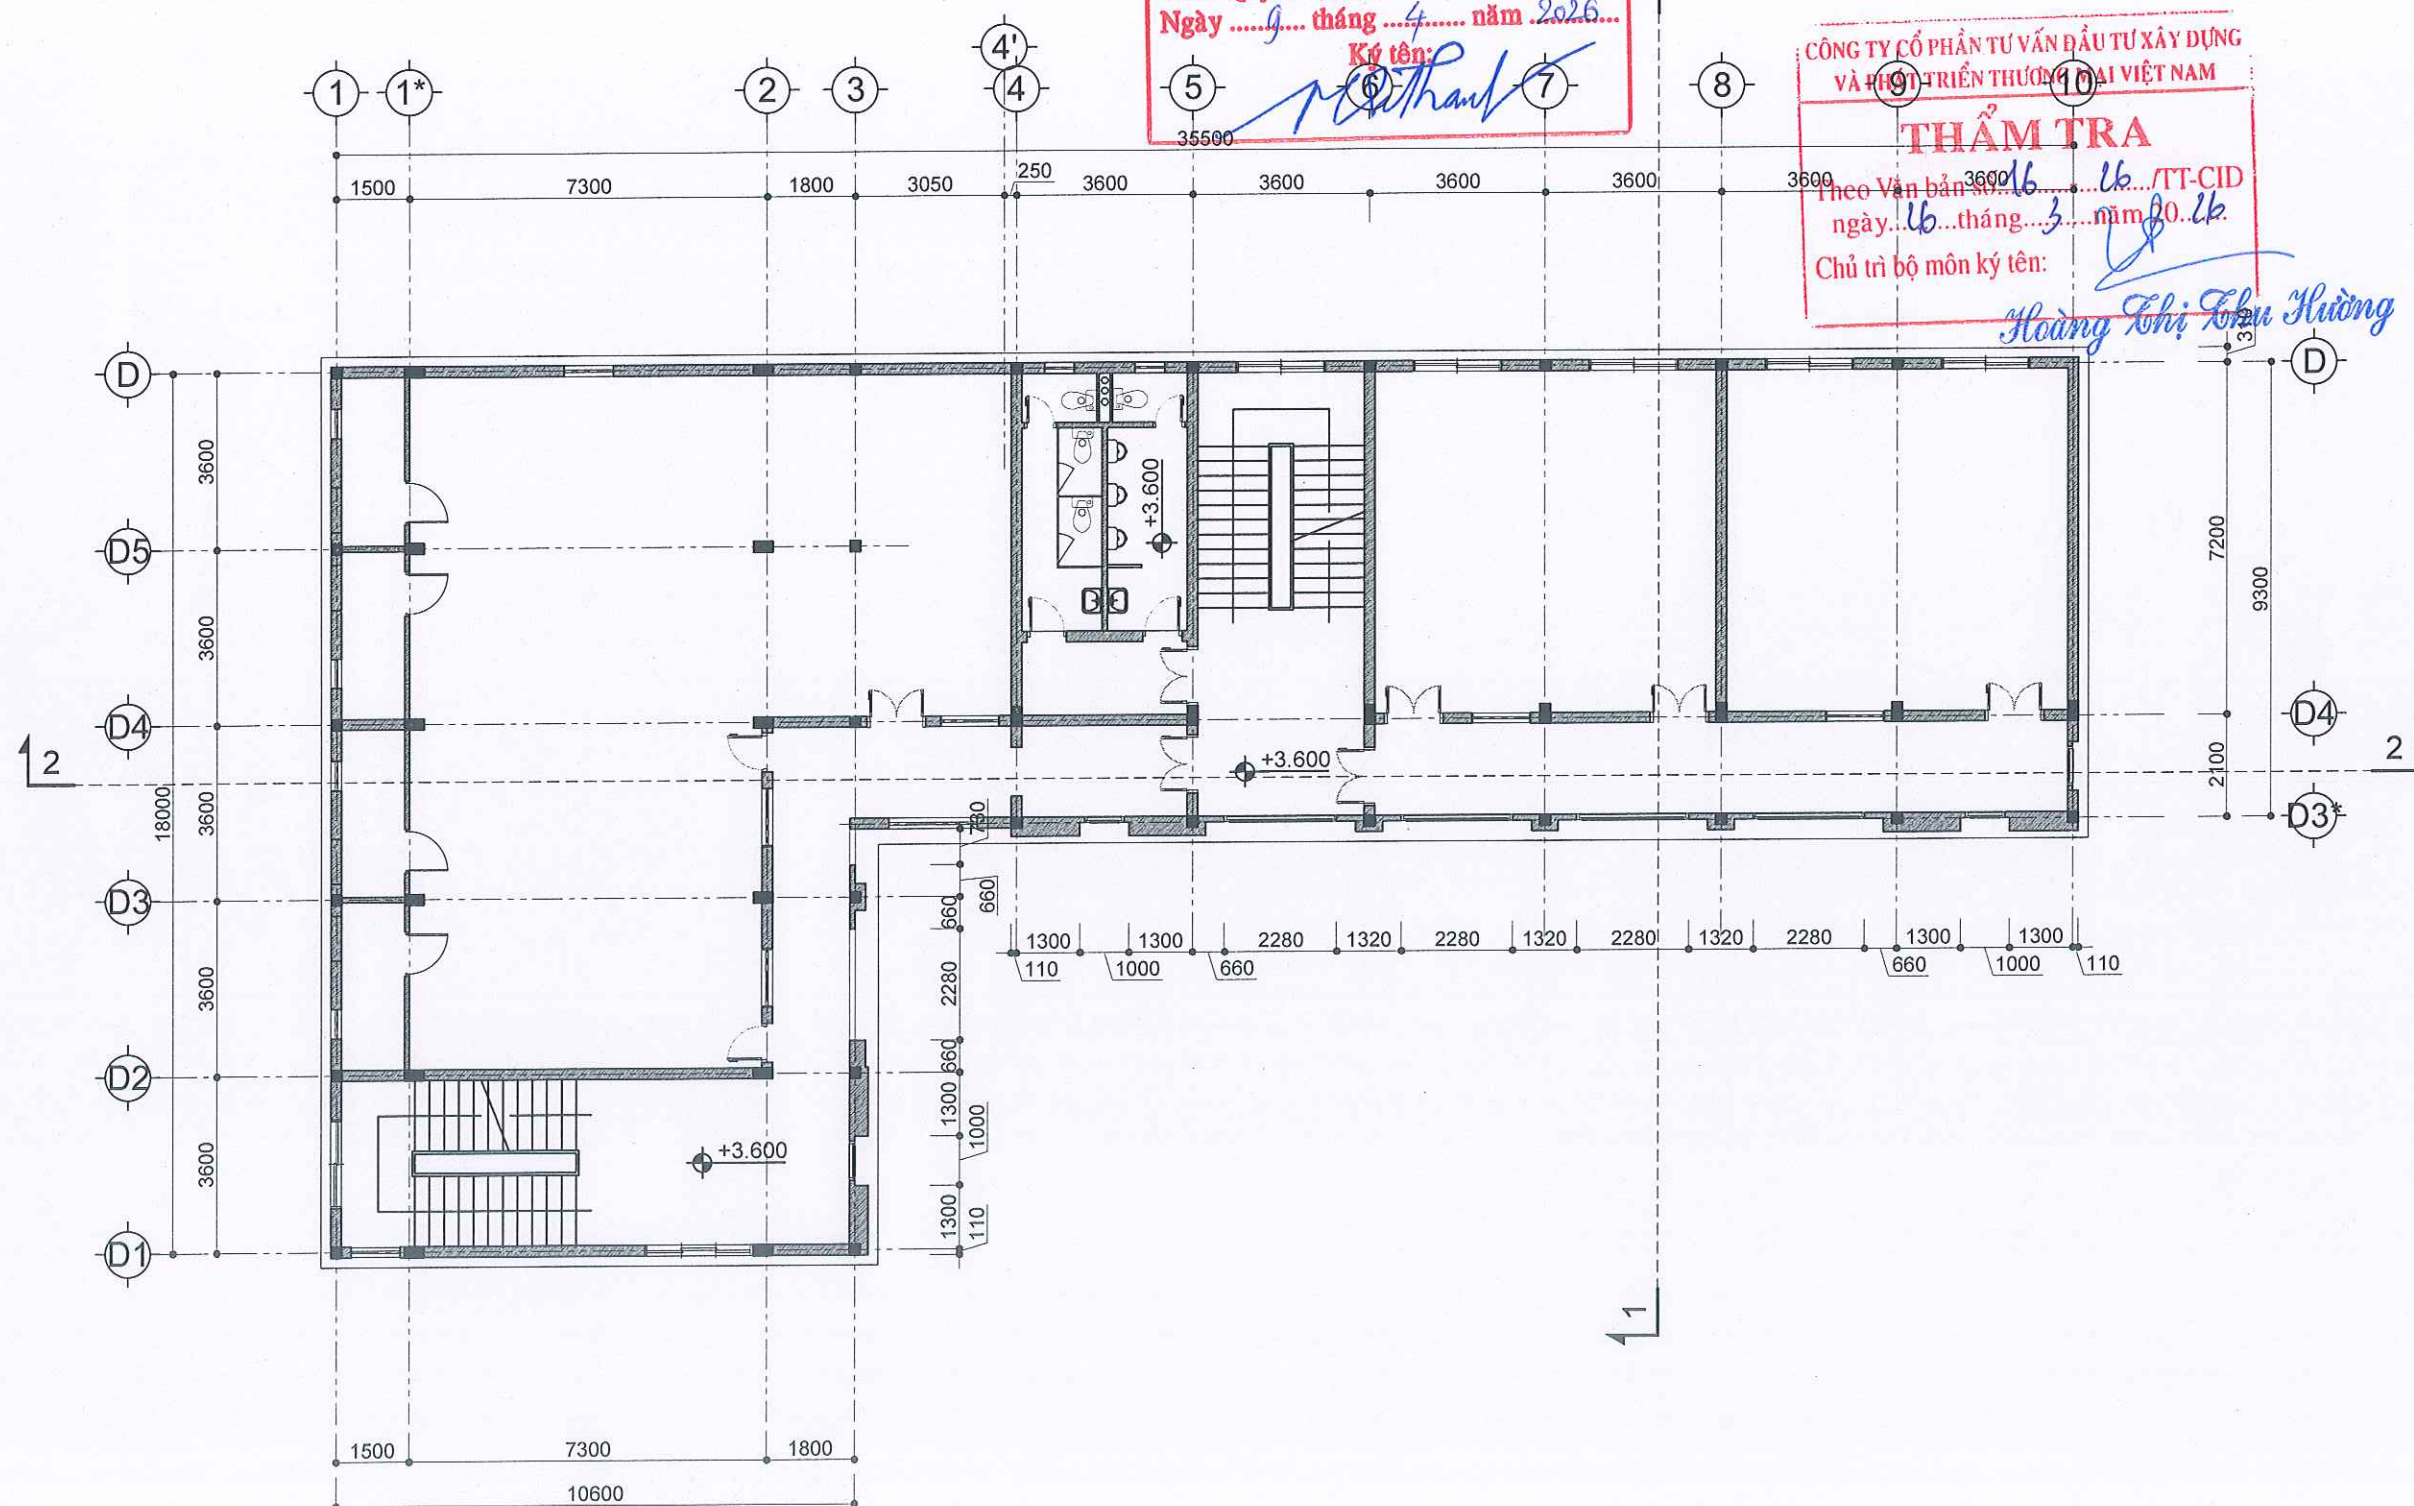 Ngày ......9.... tháng ....4...... năm ..2026...
Ký tên:
CÔNG TY CỔ PHẦN TƯ VẤN ĐẦU TƯ XÂY DỰNG
VÀ PHÁT TRIỂN THƯƠNG MẠI VIỆT NAM
THẨM TRA
Theo Văn bản số..16.........26.../TT-CID
ngày...26...tháng....3....năm 20..26..
Chủ trì bộ môn ký tên:
Hoàng Thị Thu Hường
4'
1 1* 2 3 4 5 6 7 8 9 10
35500
1500 7300 1800 3050 250 3600 3600 3600 3600 3600 3600
D D
D5
D4 D4
D3 D3*
D2
D1
3600
3600
3600
3600
3600
18000
7200
2100
9300
+3.600
+3.600
+3.600
2 2
730
660
660
2280
660
1300
1000
1300
110
1300 1300 2280 1320 2280 1320 2280 1320 2280 1300 1300
110 1000 660 660 1000 110
1
1500 7300 1800
10600